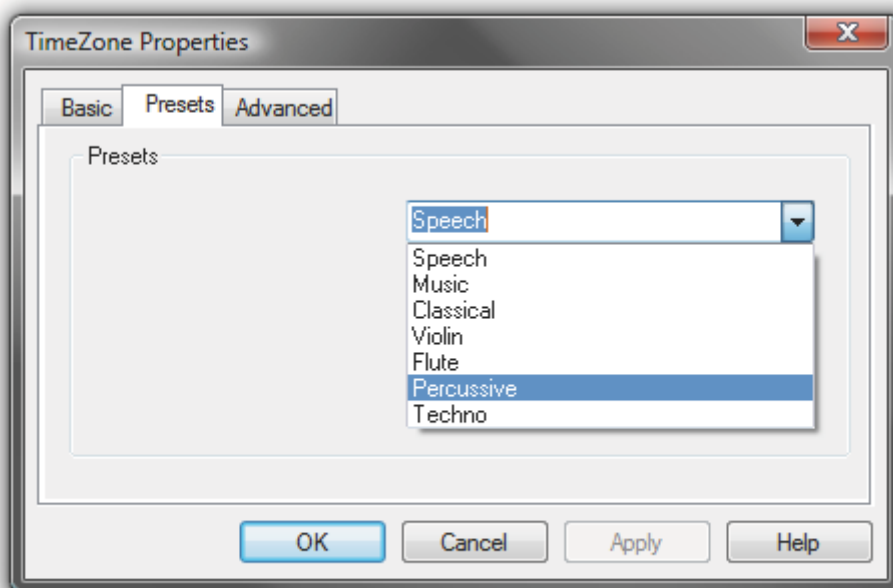 TimeZone Properties
Basic Presets Advanced
Presets
Speech
Speech
Music
Classical
Violin
Flute
Percussive
Techno
OK Cancel Apply Help